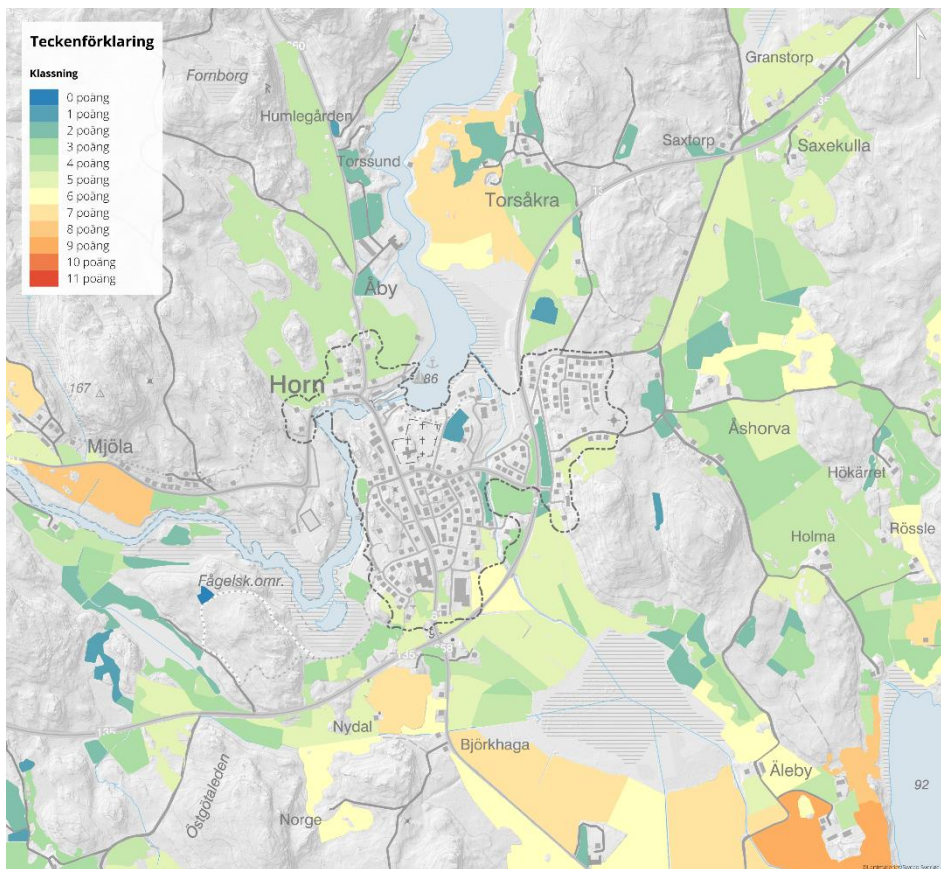 Teckenförklaring
Klassning
0 poäng
1 poäng
2 poäng
3 poäng
4 poäng
5 poäng
6 poäng
7 poäng
8 poäng
9 poäng
10 poäng
11 poäng
Fornborg
Humlegården
Torssund
Granstorp
Saxtorp
Saxekulla
Torsåkra
Åby
Horn
86
167
Mjöla
Åshorva
Hökärret
Holma
Rössle
Fågelsk.omr.
Nydal
Björkhaga
Östgötaleden
Norge
Äleby
92